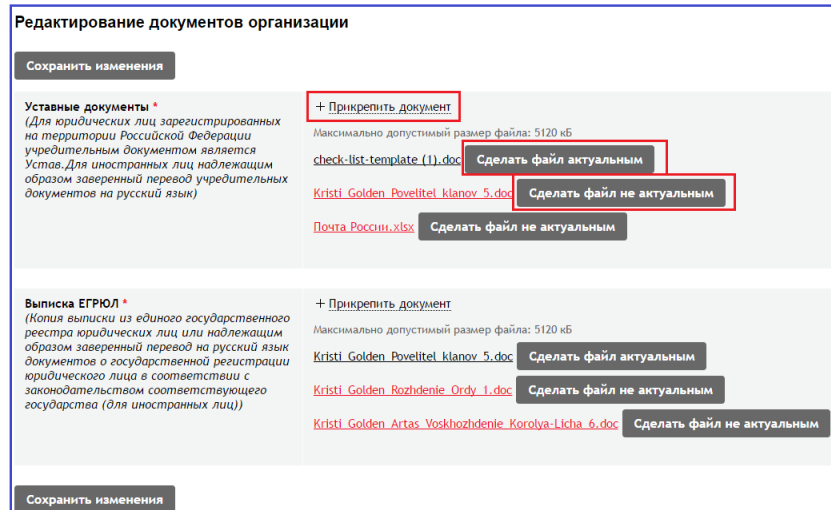 Редактирование документов организации
Сохранить изменения
Уставные документы *
(Для юридических лиц зарегистрированных
на территории Российской Федерации
учредительным документом является
Устав.Для иностранных лиц надлежащим
образом заверенный перевод учредительных
документов на русский язык)
+ Прикрепить документ
Максимально допустимый размер файла: 5120 кБ
check-list-template (1).doc Сделать файл актуальным
Kristi_Golden_Povelitel_klanov_5.doc Сделать файл не актуальным
Почта России.xlsx Сделать файл не актуальным
Выписка ЕГРЮЛ *
(Копия выписки из единого государственного
реестра юридических лиц или надлежащим
образом заверенный перевод на русский язык
документов о государственной регистрации
юридического лица в соответствии с
законодательством соответствующего
государства (для иностранных лиц))
+ Прикрепить документ
Максимально допустимый размер файла: 5120 кБ
Kristi_Golden_Povelitel_klanov_5.doc Сделать файл актуальным
Kristi_Golden_Rozhdenie_Ordy_1.doc Сделать файл не актуальным
Kristi_Golden_Artas_Voskhozhdenie_Korolya-Licha_6.doc Сделать файл не актуальным
Сохранить изменения